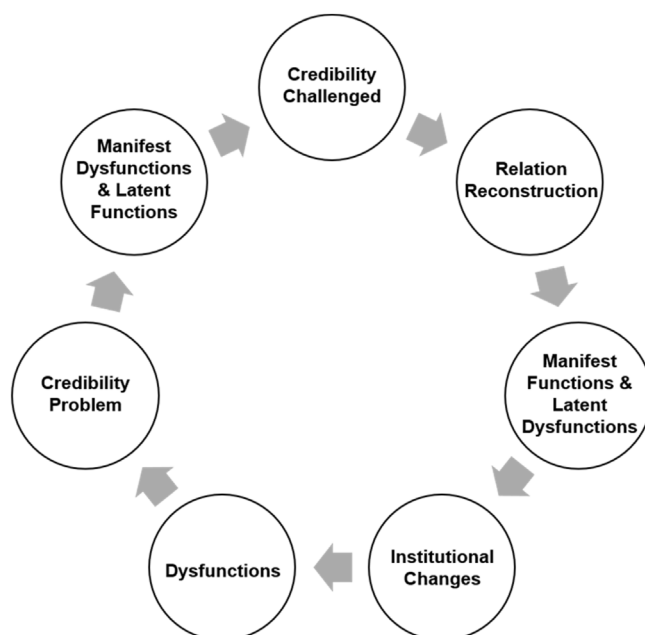 Credibility
Challenged
Relation
Reconstruction
Manifest
Functions &
Latent
Dysfunctions
Institutional
Changes
Dysfunctions
Credibility
Problem
Manifest
Dysfunctions
& Latent
Functions